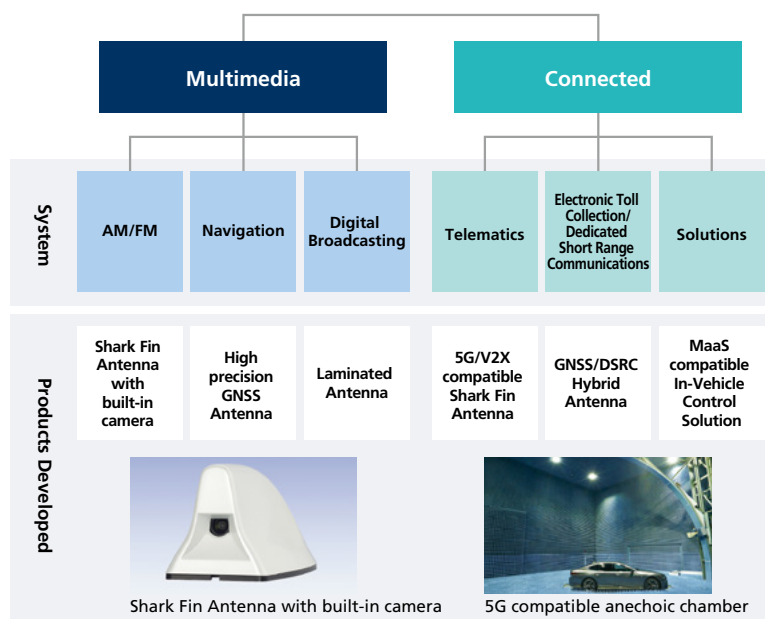 Multimedia
Connected
System
AM/FM
Navigation
Digital
Broadcasting
Telematics
Electronic Toll
Collection/
Dedicated
Short Range
Communications
Solutions
Products Developed
Shark Fin
Antenna
with
built-in
camera
High
precision
GNSS
Antenna
Laminated
Antenna
5G/V2X
compatible
Shark Fin
Antenna
GNSS/DSRC
Hybrid
Antenna
MaaS
compatible
In-Vehicle
Control
Solution
Shark Fin Antenna with built-in camera
5G compatible anechoic chamber